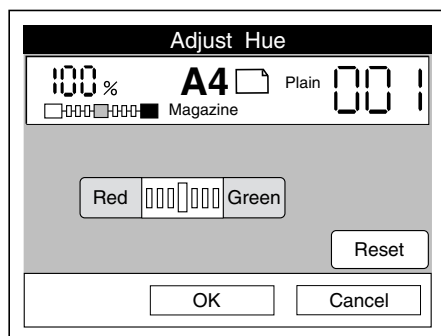 Adjust Hue
100 % A4 Plain 001
Magazine
Red Green
Reset
OK Cancel